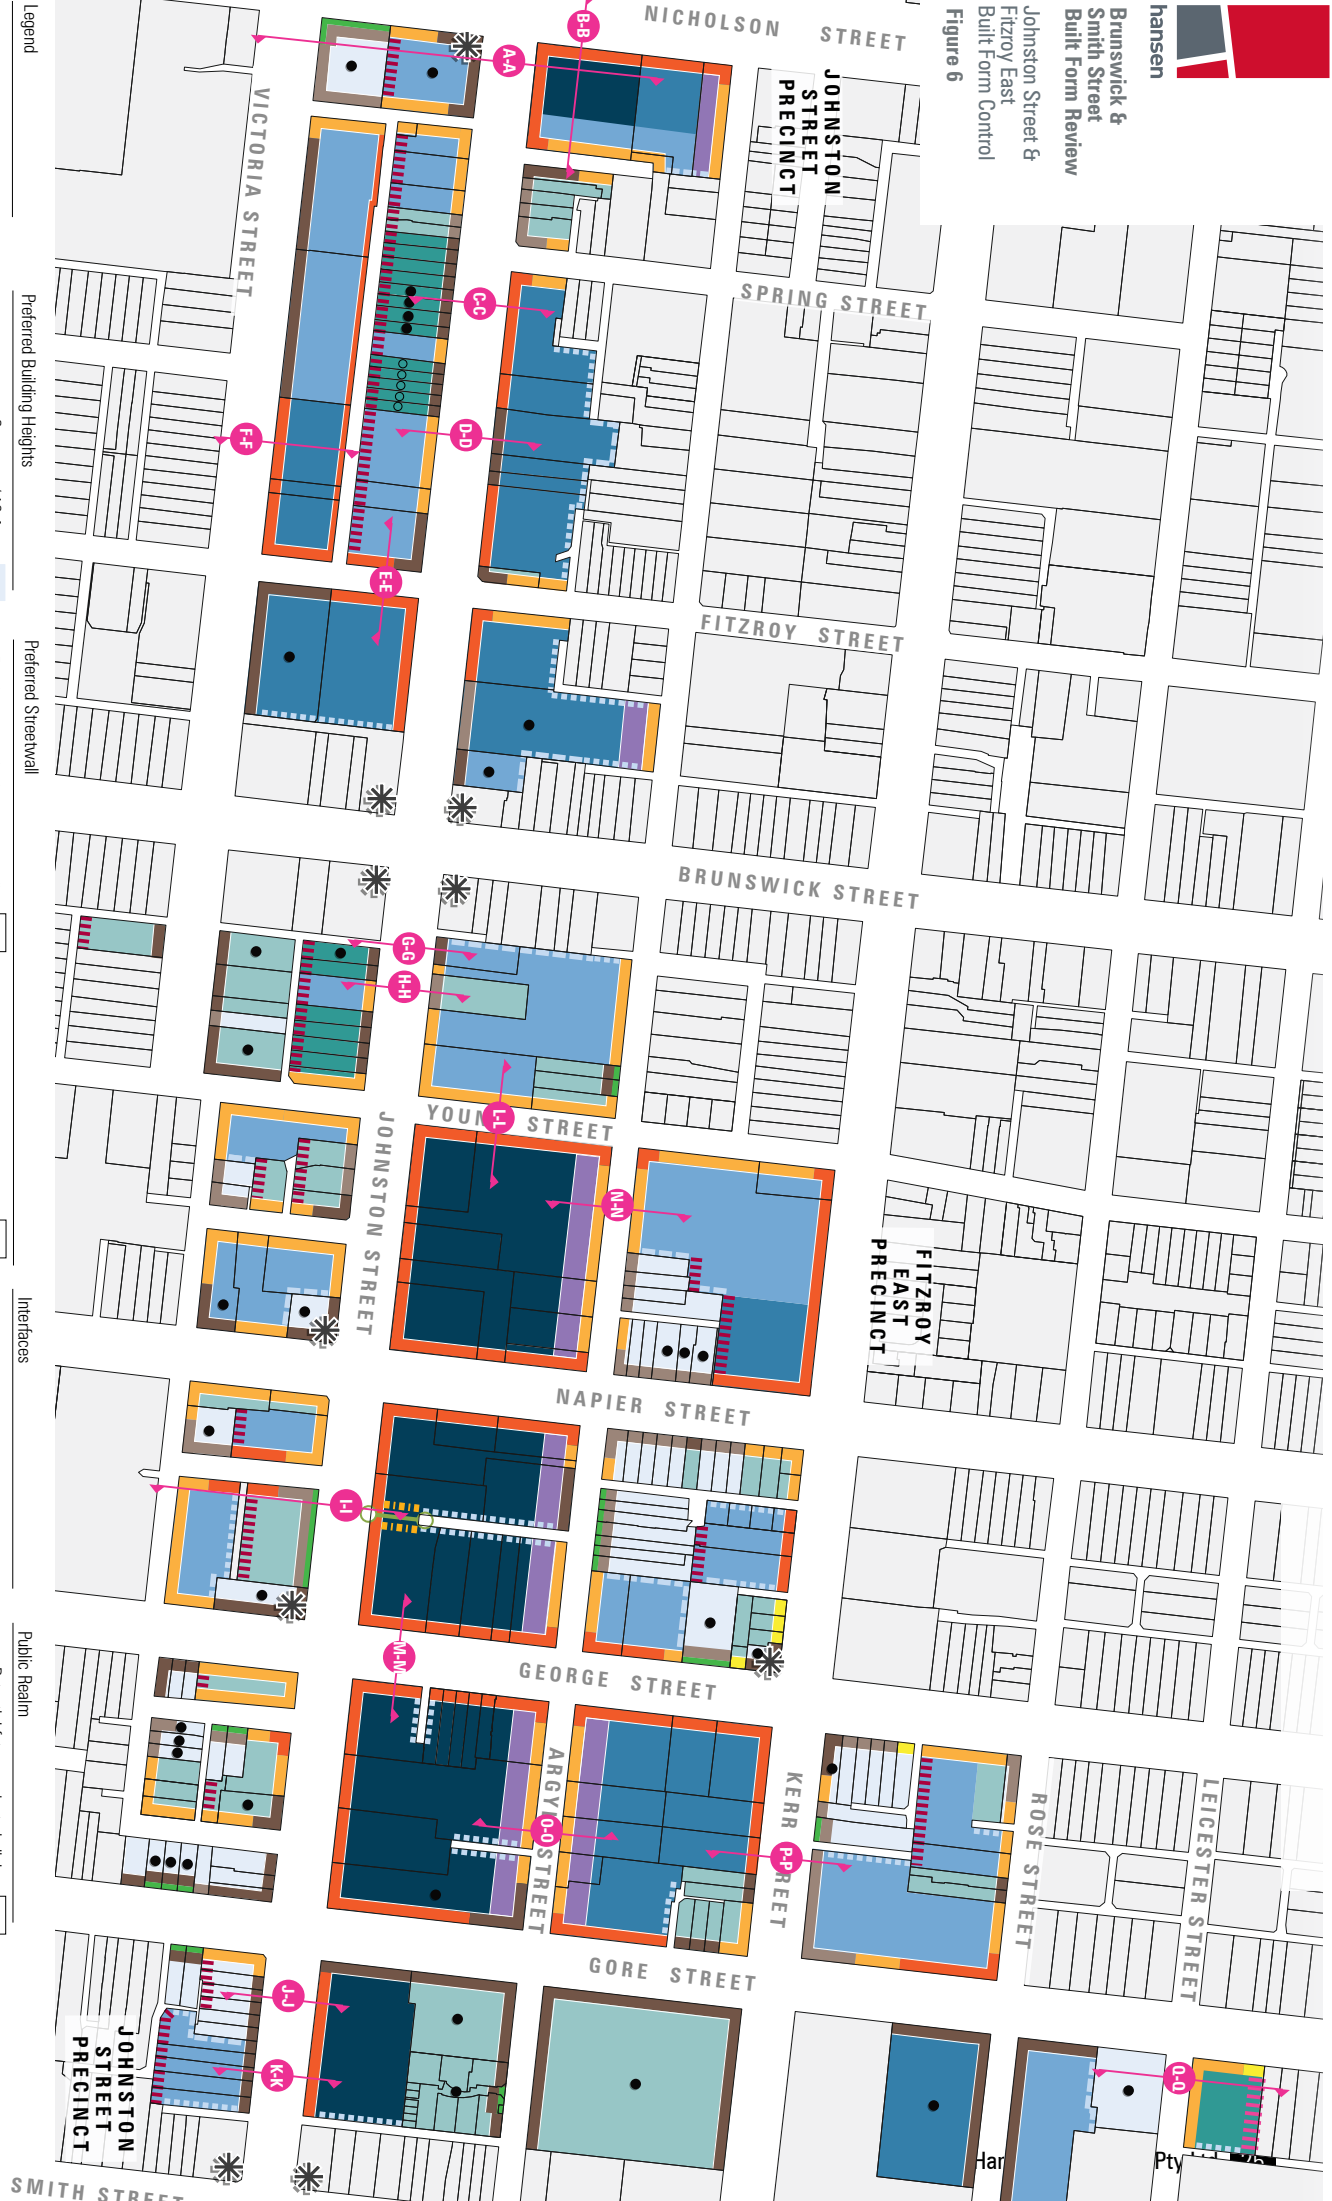 hansen
Brunswick &
Smith Street
Built Form Review
Johnston Street &
Fitzroy East
Built Form Control
Figure 6
NICHOLSON STREET
JOHNSTON
STREET
PRECINCT
VICTORIA STREET
SPRING STREET
FITZROY STREET
BRUNSWICK STREET
JOHNSTON STREET
STREET
FITZROY
EAST
PRECINCT
NAPIER STREET
GEORGE STREET
STREET
KERR
ROSE STREET
LEICESTER STREET
GORE STREET
JOHNSTON
STREET
PRECINCT
SMITH STREET
A-A
B-B
C-C
D-D
E-E
F-F
G-G
H-H
L-L
N-N
I-I
M-M
O-O
P-P
J-J
K-K
Q-Q
Legend
Preferred Building Heights
Preferred Streetwall
Interfaces
Public Realm